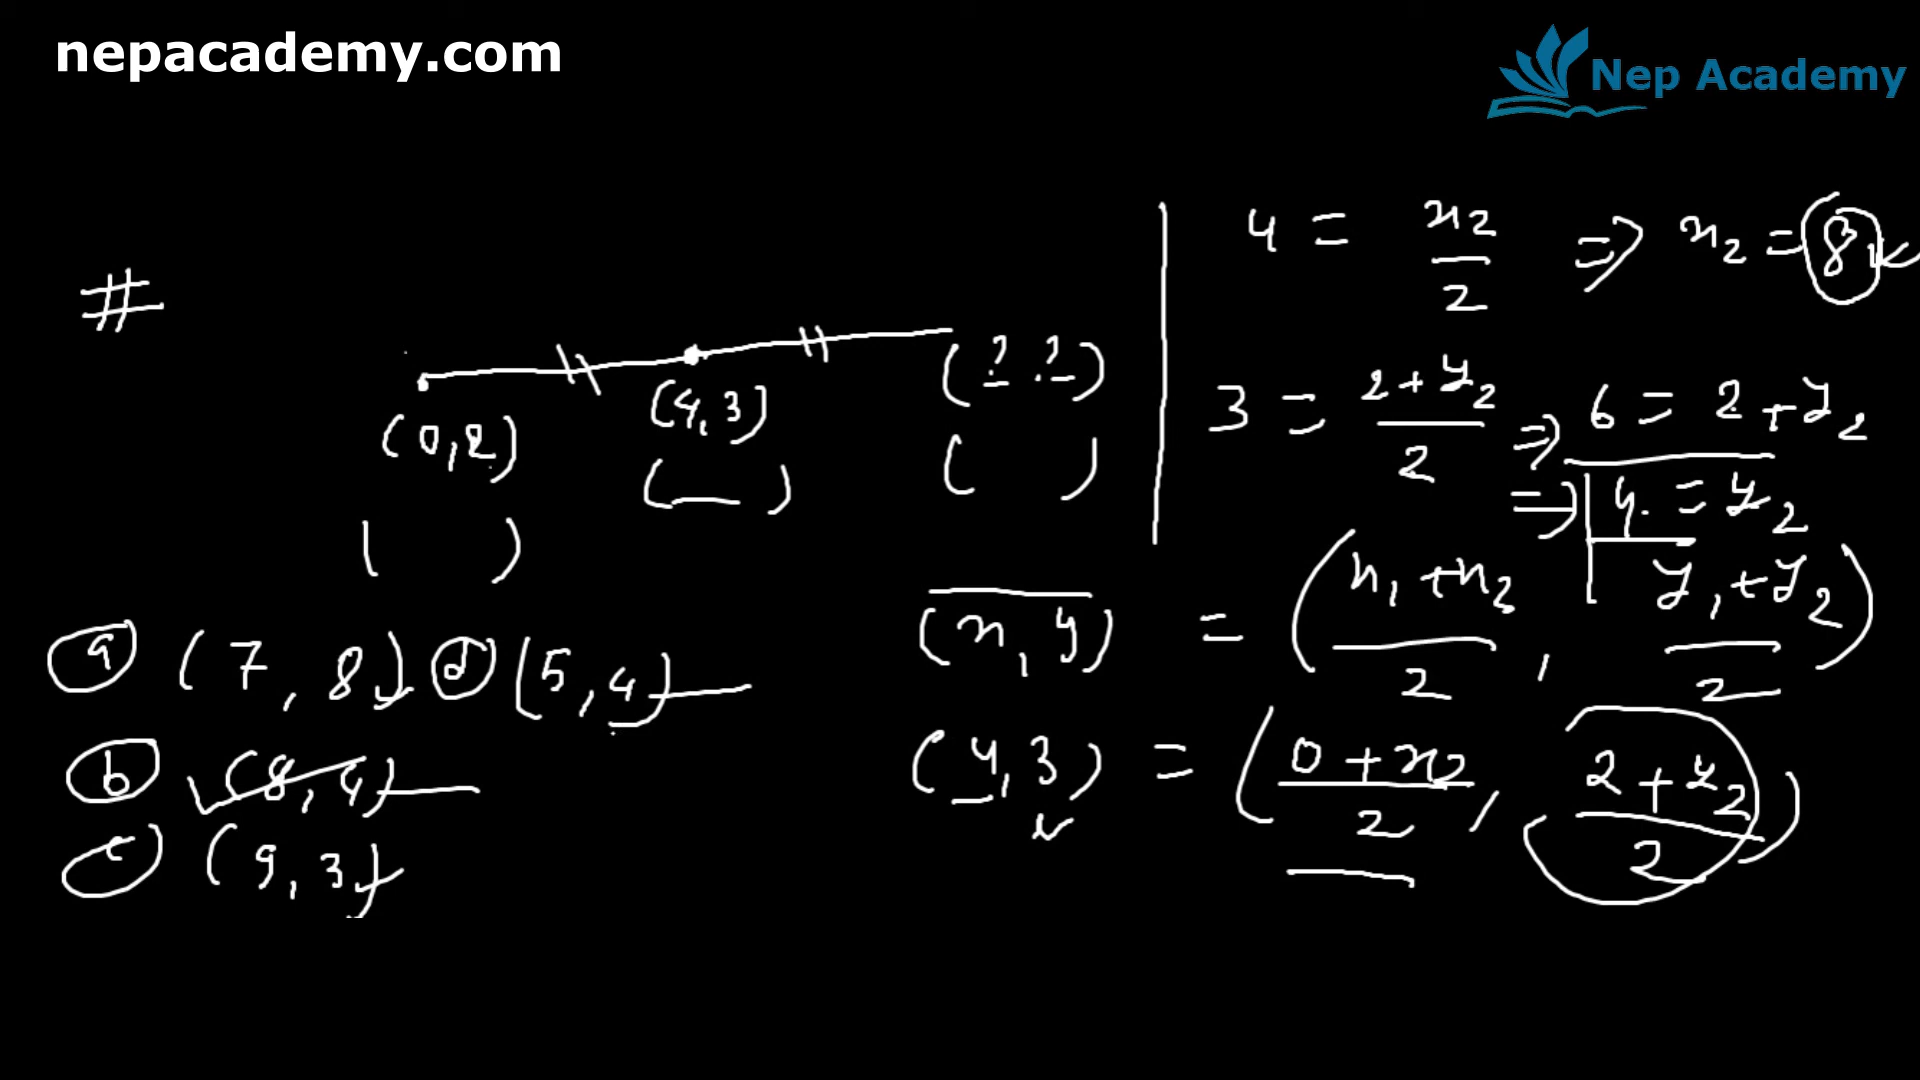 nepacademy.com
Nep Academy
#
(0,2)
(4,3)
(? ?)
( )
( _ )
( )
a (7, 8) d (5, 4)
b (8, 4)
c (9, 3)
4 = x2/2 => x2 = 8
3 = 2+y2/2 => 6 = 2+y2
=> 4 = y2
(x, y) = (x1+x2/2, y1+y2/2)
(4, 3) = (0+x2/2, 2+y2/2)